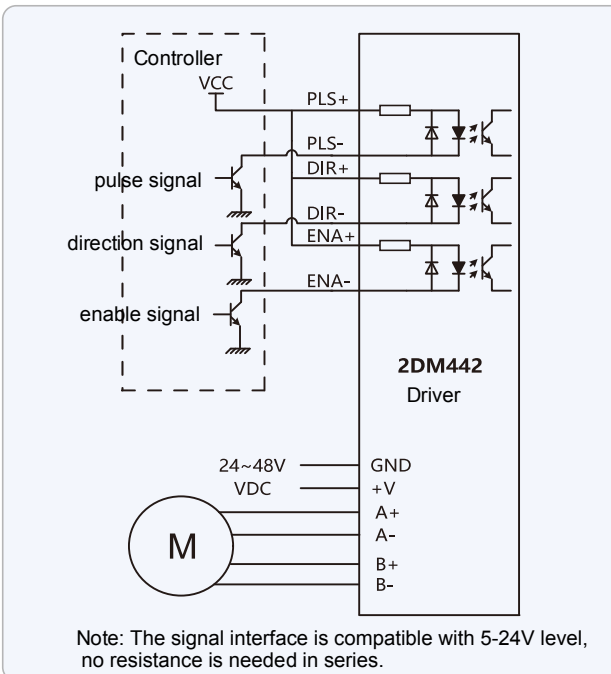 Controller
VCC
PLS+
PLS-
pulse signal
DIR+
DIR-
direction signal
ENA+
ENA-
enable signal
2DM442
Driver
24~48V
VDC
GND
+V
A+
A-
B+
B-
M
Note: The signal interface is compatible with 5-24V level,
no resistance is needed in series.